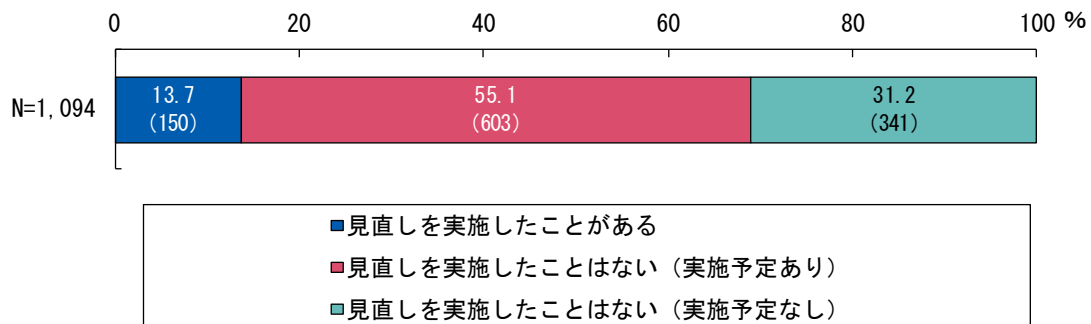 0 20 40 60 80 100 %
N=1,094
13.7 55.1 31.2
(150) (603) (341)
■見直しを実施したことがある
■見直しを実施したことはない（実施予定あり）
■見直しを実施したことはない（実施予定なし）